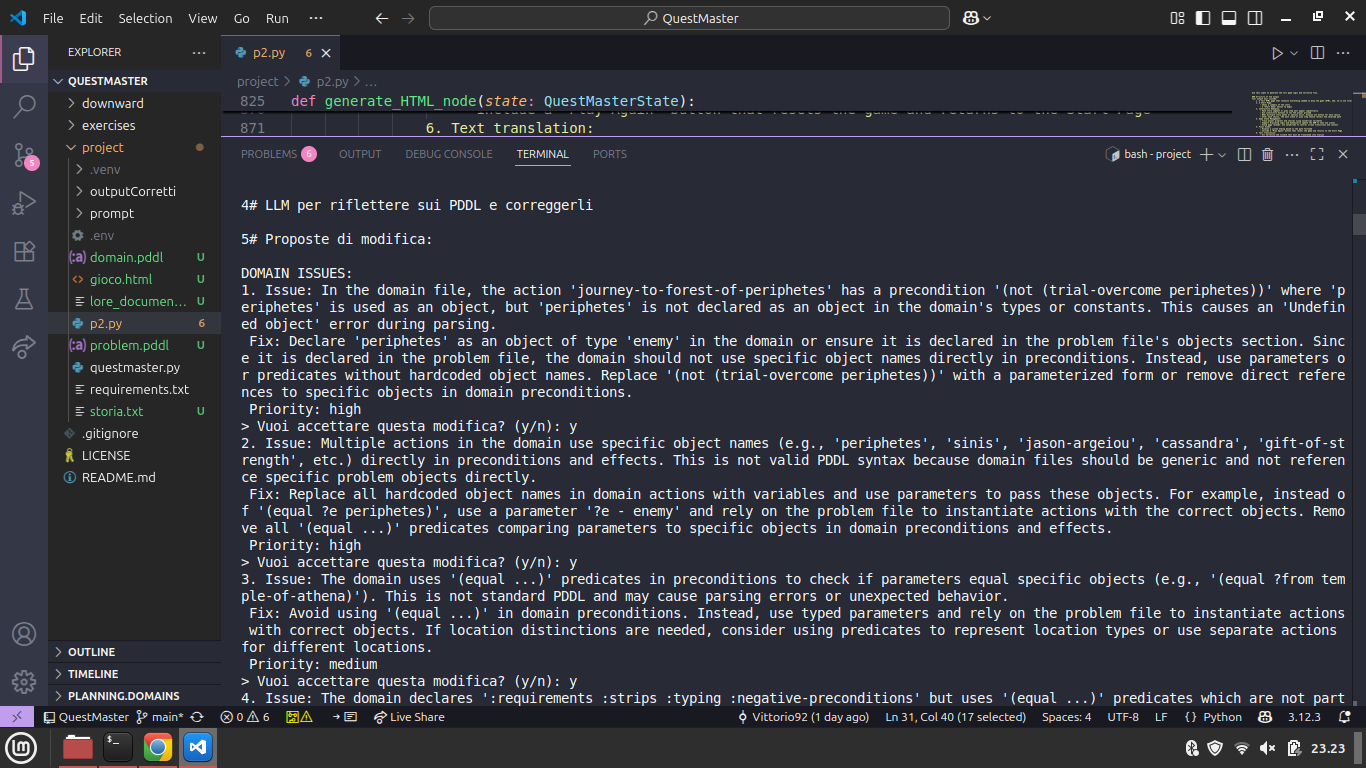 File Edit Selection View Go Run ··· QuestMaster
EXPLORER ···
QUESTMASTER
downward
exercises
project
.venv
outputCorretti
prompt
.env
domain.pddl U
gioco.html U
lore_documen... U
p2.py 6
problem.pddl U
questmaster.py
requirements.txt
storia.txt U
.gitignore
LICENSE
README.md
OUTLINE
TIMELINE
PLANNING.DOMAINS
5
p2.py 6
project > p2.py > ...
825 def generate_HTML_node(state: QuestMasterState):
871 6. Text translation:
PROBLEMS 6 OUTPUT DEBUG CONSOLE TERMINAL PORTS bash - project
4# LLM per riflettere sui PDDL e correggerli
5# Proposte di modifica:
DOMAIN ISSUES:
1. Issue: In the domain file, the action 'journey-to-forest-of-periphetes' has a precondition '(not (trial-overcome periphetes))' where 'p
eriphetes' is used as an object, but 'periphetes' is not declared as an object in the domain's types or constants. This causes an 'Undefin
ed object' error during parsing.
Fix: Declare 'periphetes' as an object of type 'enemy' in the domain or ensure it is declared in the problem file's objects section. Sinc
e it is declared in the problem file, the domain should not use specific object names directly in preconditions. Instead, use parameters o
r predicates without hardcoded object names. Replace '(not (trial-overcome periphetes))' with a parameterized form or remove direct refere
nces to specific objects in domain preconditions.
Priority: high
> Vuoi accettare questa modifica? (y/n): y
2. Issue: Multiple actions in the domain use specific object names (e.g., 'periphetes', 'sinis', 'jason-argeiou', 'cassandra', 'gift-of-st
rength', etc.) directly in preconditions and effects. This is not valid PDDL syntax because domain files should be generic and not referen
ce specific problem objects directly.
Fix: Replace all hardcoded object names in domain actions with variables and use parameters to pass these objects. For example, instead o
f '(equal ?e periphetes)', use a parameter '?e - enemy' and rely on the problem file to instantiate actions with the correct objects. Remo
ve all '(equal ...)' predicates comparing parameters to specific objects in domain preconditions and effects.
Priority: high
> Vuoi accettare questa modifica? (y/n): y
3. Issue: The domain uses '(equal ...)' predicates in preconditions to check if parameters equal specific objects (e.g., '(equal ?from tem
ple-of-athena)'). This is not standard PDDL and may cause parsing errors or unexpected behavior.
Fix: Avoid using '(equal ...)' in domain preconditions. Instead, use typed parameters and rely on the problem file to instantiate actions
with correct objects. If location distinctions are needed, consider using predicates to represent location types or use separate actions
for different locations.
Priority: medium
> Vuoi accettare questa modifica? (y/n): y
4. Issue: The domain declares ':requirements :strips :typing :negative-preconditions' but uses '(equal ...)' predicates which are not part
QuestMaster main* 0 6 Live Share Vittorio92 (1 day ago) Ln 31, Col 40 (17 selected) Spaces: 4 UTF-8 LF {} Python 3.12.3
23.23